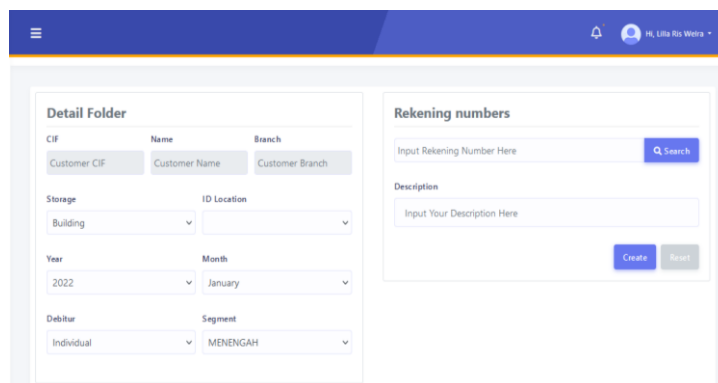 Hi, Lilla Ris Weira
Detail Folder
CIF Name Branch
Customer CIF Customer Name Customer Branch
Storage ID Location
Building
Year Month
2022 January
Debitur Segment
Individual MENENGAH
Rekening numbers
Input Rekening Number Here Search
Description
Input Your Description Here
Create Reset